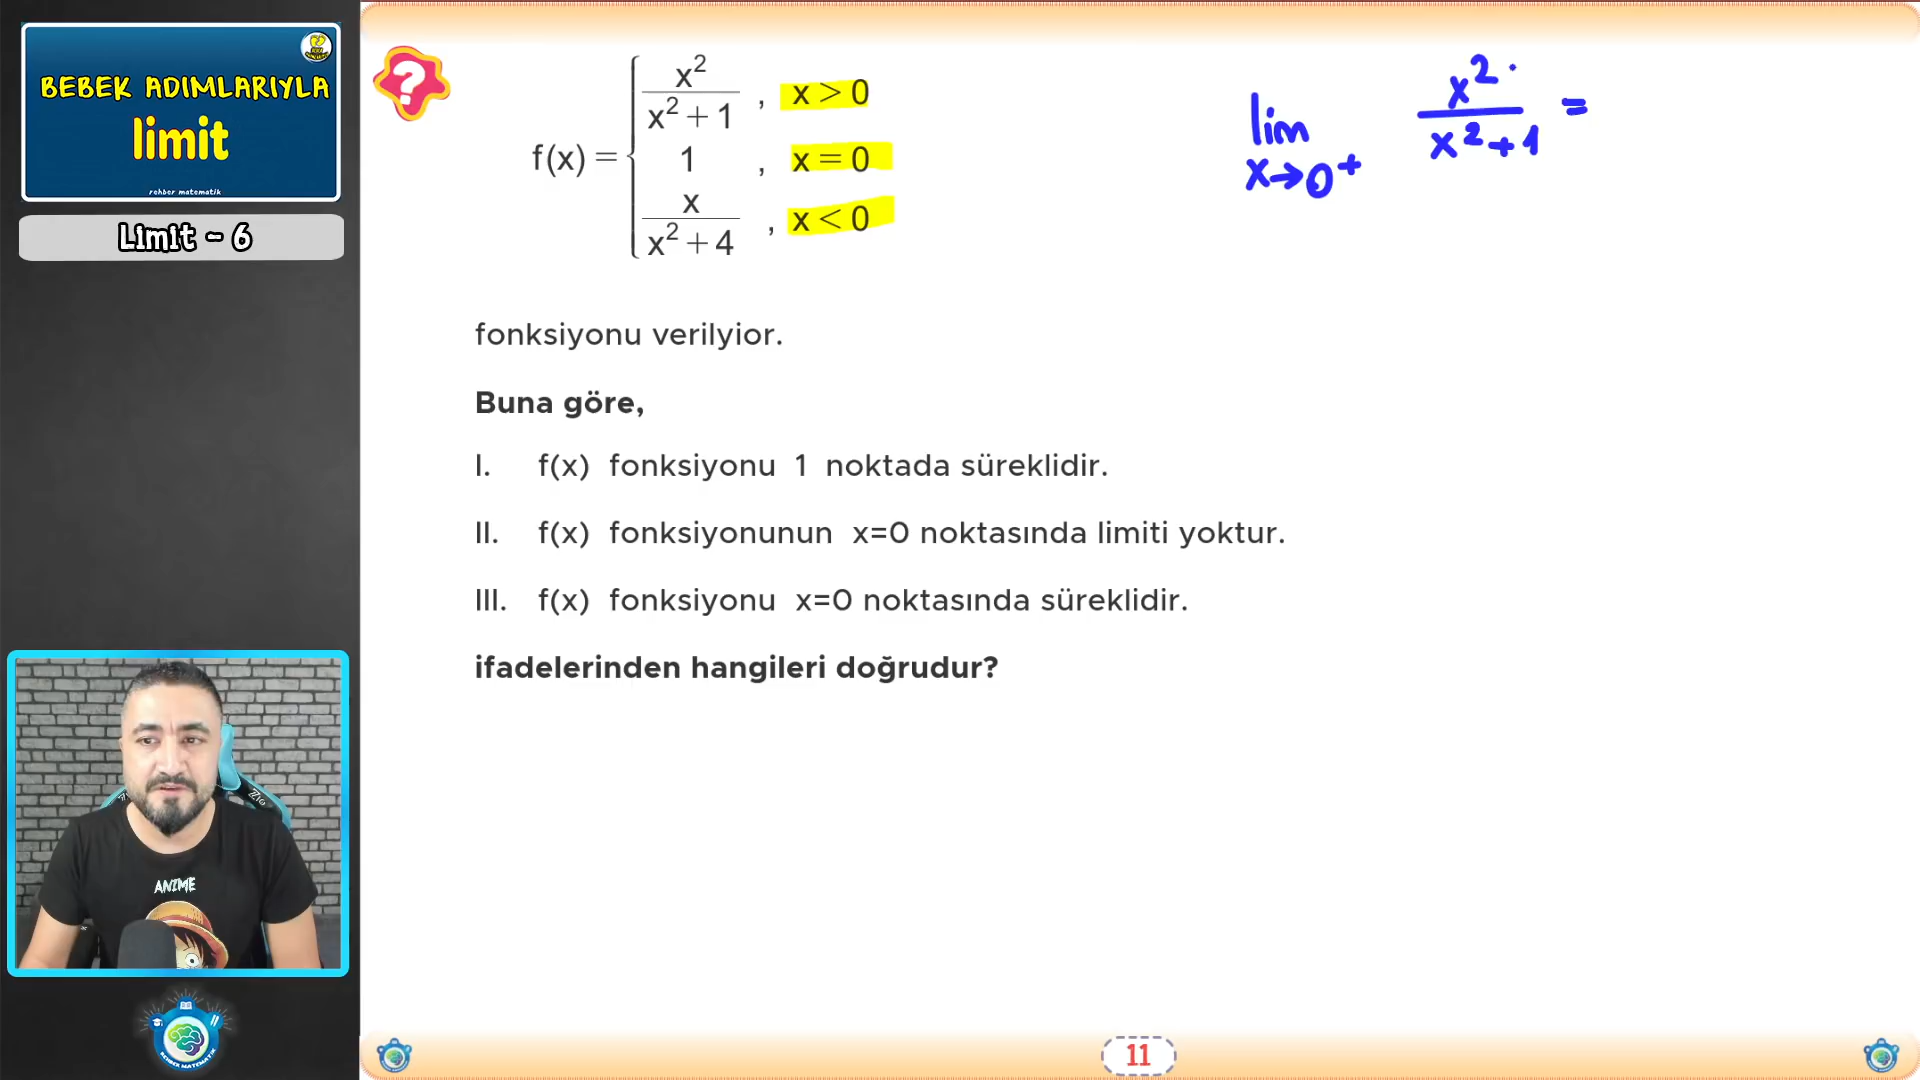 BEBEK ADIMLARIYLA
limit
rehber matematik
Limit - 6
f(x) = { x² / (x² + 1) , x > 0
1 , x = 0
x / (x² + 4) , x < 0
lim x→0⁺ x² / (x² + 1) =
fonksiyonu verilyior.
Buna göre,
I. f(x) fonksiyonu 1 noktada süreklidir.
II. f(x) fonksiyonunun x=0 noktasında limiti yoktur.
III. f(x) fonksiyonu x=0 noktasında süreklidir.
ifadelerinden hangileri doğrudur?
ANIME
REHBER MATEMATIK
11